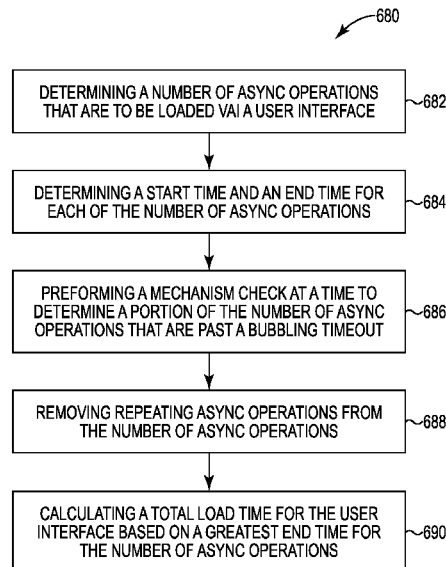 680
DETERMINING A NUMBER OF ASYNC OPERATIONS
THAT ARE TO BE LOADED VAI A USER INTERFACE
682
DETERMINING A START TIME AND AN END TIME FOR
EACH OF THE NUMBER OF ASYNC OPERATIONS
684
PREFORMING A MECHANISM CHECK AT A TIME TO
DETERMINE A PORTION OF THE NUMBER OF ASYNC
OPERATIONS THAT ARE PAST A BUBBLING TIMEOUT
686
REMOVING REPEATING ASYNC OPERATIONS FROM
THE NUMBER OF ASYNC OPERATIONS
688
CALCULATING A TOTAL LOAD TIME FOR THE USER
INTERFACE BASED ON A GREATEST END TIME FOR
THE NUMBER OF ASYNC OPERATIONS
690